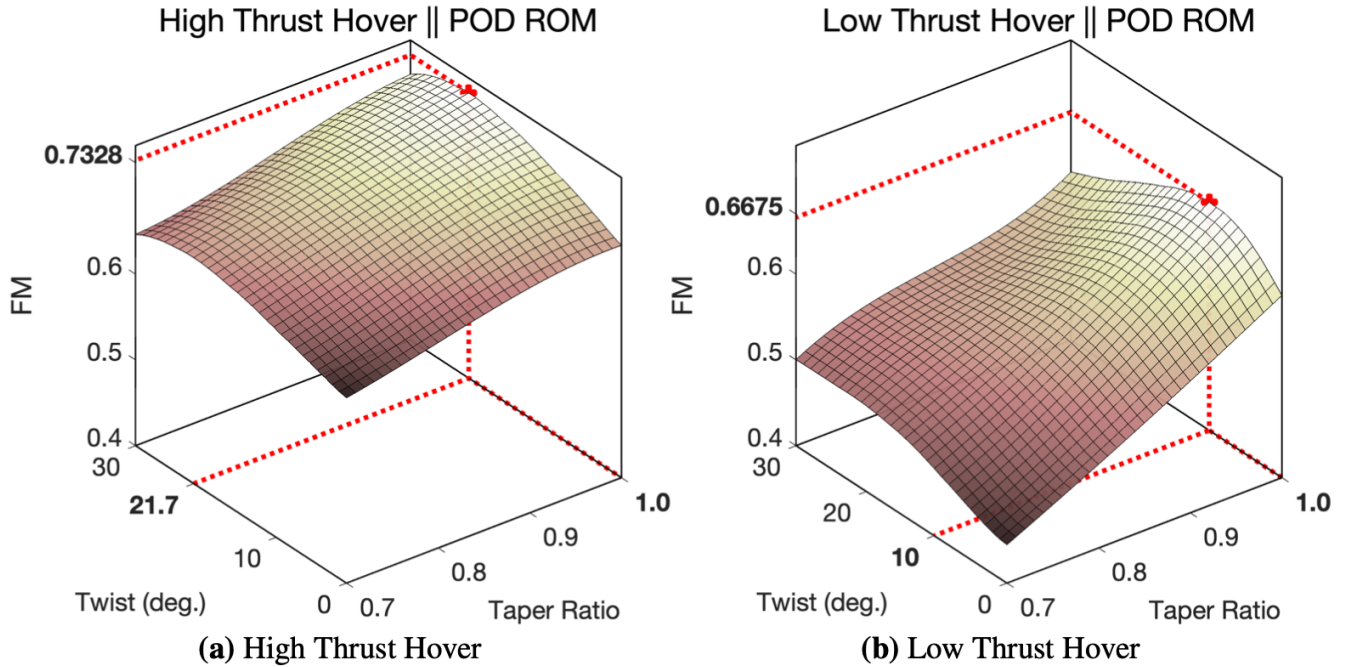 High Thrust Hover || POD ROM
0.7328
0.6
0.5
0.4
FM
30
21.7
10
0
Twist (deg.)
0.7
0.8
0.9
1.0
Taper Ratio
(a) High Thrust Hover
Low Thrust Hover || POD ROM
0.6675
0.6
0.5
0.4
FM
30
20
10
0
Twist (deg.)
0.7
0.8
0.9
1.0
Taper Ratio
(b) Low Thrust Hover